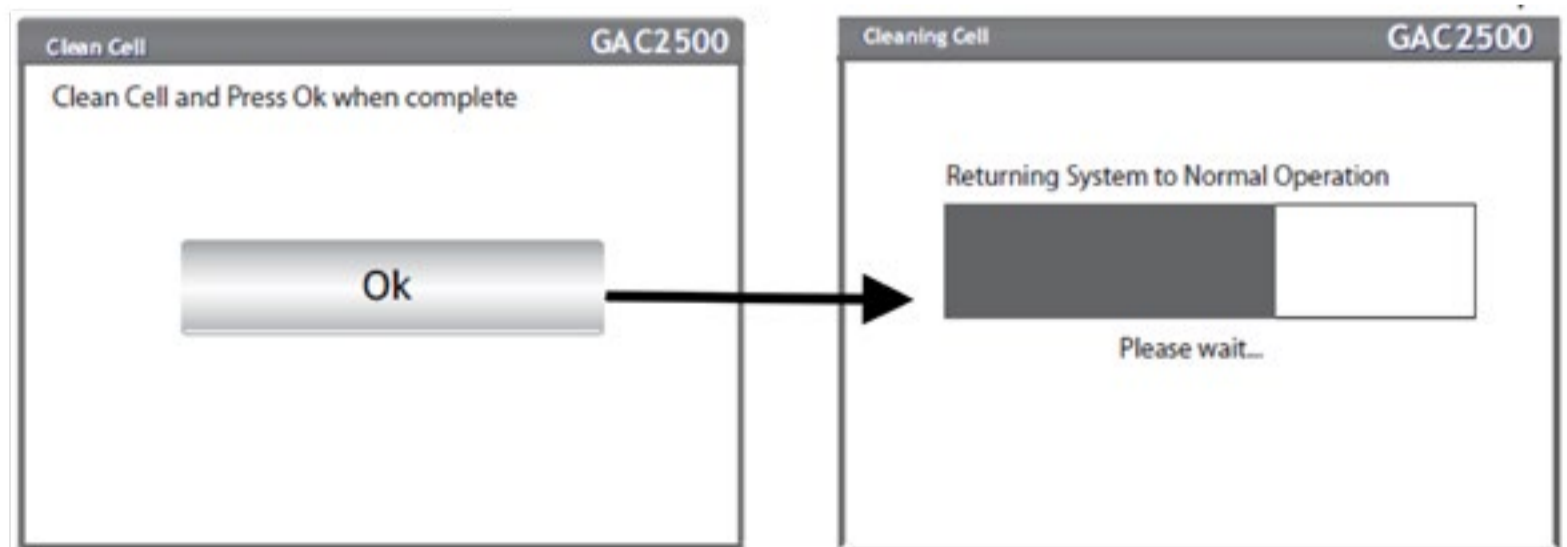 Clean Cell
GAC2500
Clean Cell and Press Ok when complete
Ok
Cleaning Cell
GAC2500
Returning System to Normal Operation
Please wait...